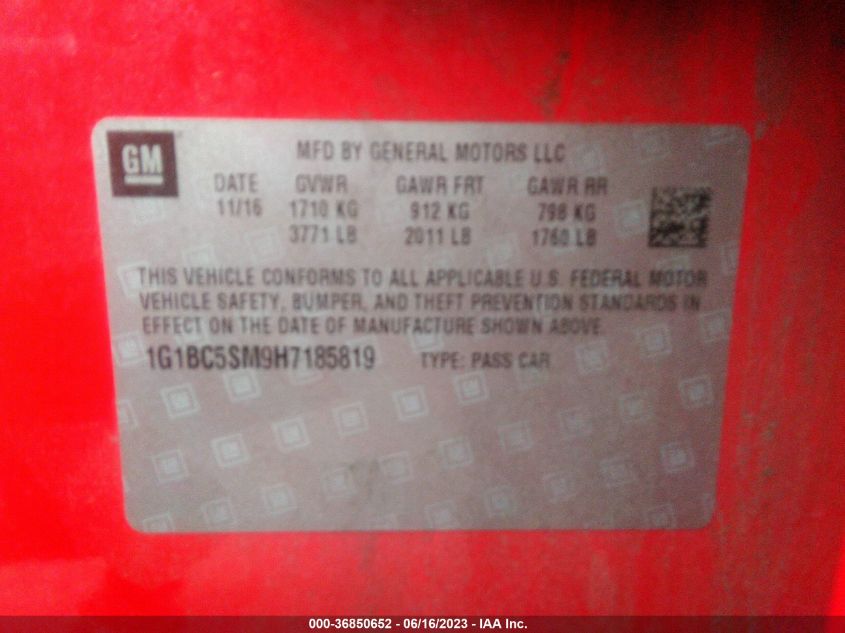 GM
MFD BY GENERAL MOTORS LLC
DATE GVWR GAWR FRT GAWR RR
11/16 1710 KG 912 KG 798 KG
3771 LB 2011 LB 1760 LB
THIS VEHICLE CONFORMS TO ALL APPLICABLE U.S. FEDERAL MOTOR
VEHICLE SAFETY, BUMPER, AND THEFT PREVENTION STANDARDS IN
EFFECT ON THE DATE OF MANUFACTURE SHOWN ABOVE.
1G1BC5SM9H7185819 TYPE: PASS CAR
000-36850652 - 06/16/2023 - IAA Inc.